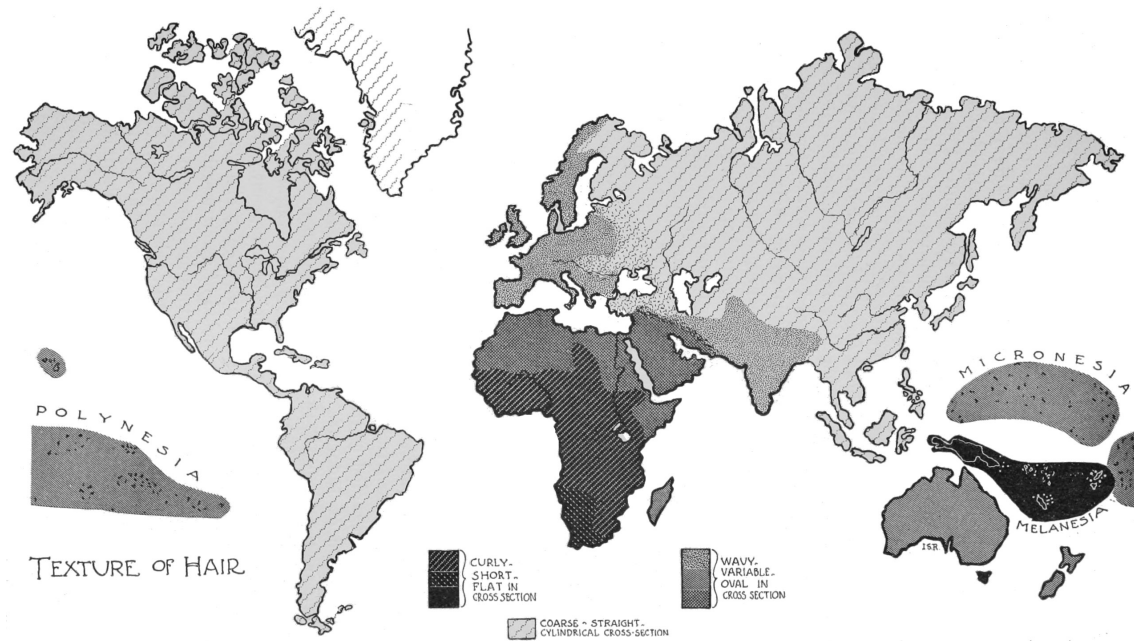 POLYNESIA
MICRONESIA
MELANESIA
I.S.R.
TEXTURE OF HAIR
CURLY-
SHORT-
FLAT IN
CROSS SECTION
WAVY-
VARIABLE-
OVAL IN
CROSS SECTION
COARSE - STRAIGHT-
CYLINDRICAL CROSS-SECTION